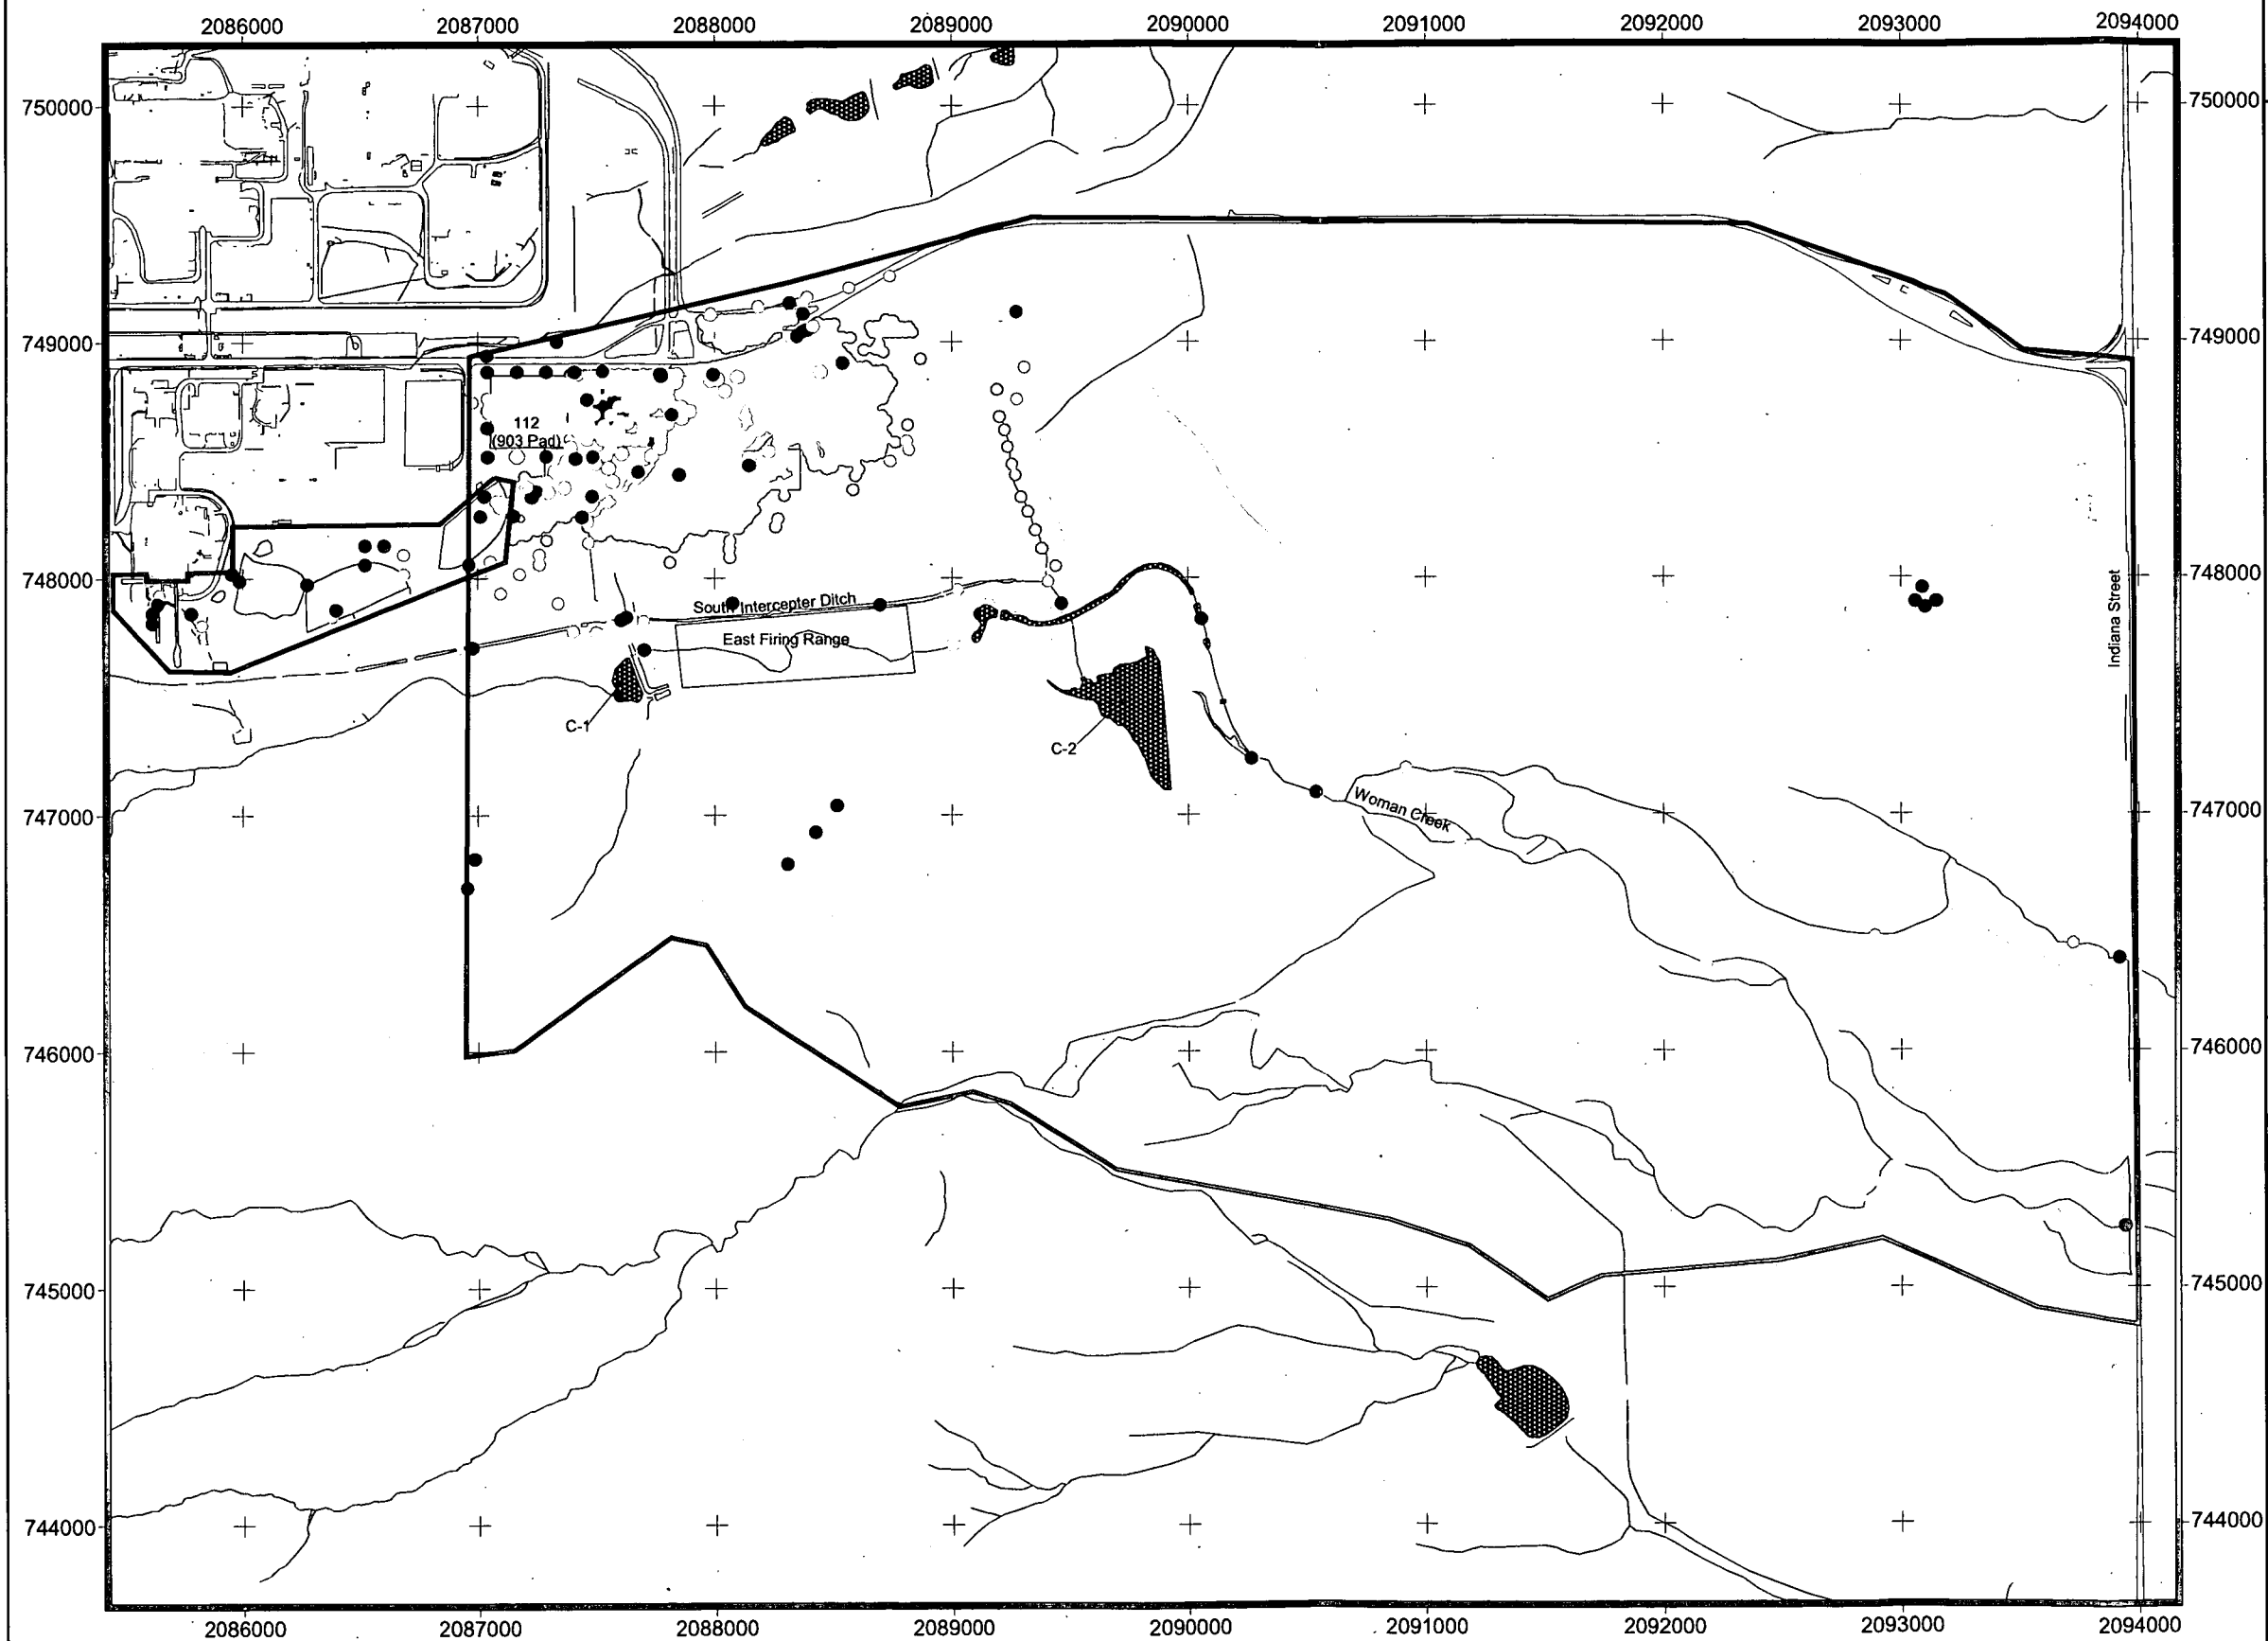 2086000 2087000 2088000 2089000 2090000 2091000 2092000 2093000 2094000
750000 750000
749000 749000
112
(903 Pad)
748000 748000
Indiana Street
South Intercepter Ditch
East Firing Range
C-1
C-2
Woman Creek
747000 747000
746000 746000
745000 745000
744000 744000
2086000 2087000 2088000 2089000 2090000 2091000 2092000 2093000 2094000